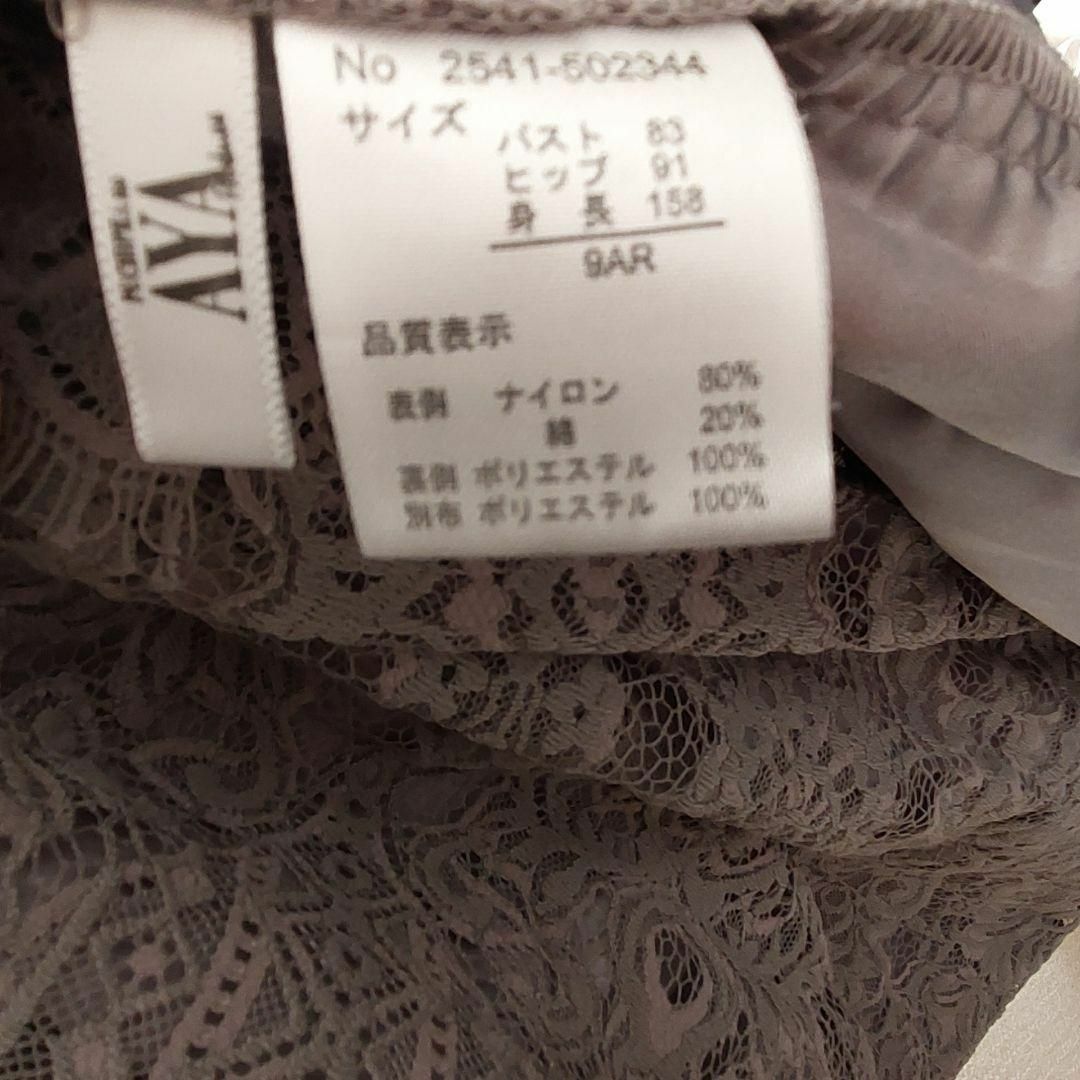 No 2541-502344
サイズ
バスト 83
ヒップ 91
身長 158
9AR
品質表示
表側 ナイロン 80%
綿 20%
裏側 ポリエステル 100%
別布 ポリエステル 100%
AYA